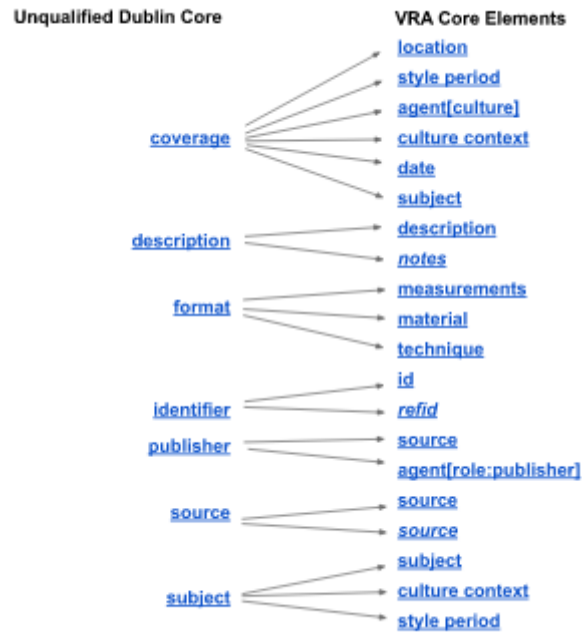 Unqualified Dublin Core
VRA Core Elements
coverage
location
style period
agent[culture]
culture context
date
subject
description
description
notes
format
measurements
material
technique
identifier
id
refid
publisher
source
agent[role:publisher]
source
source
source
subject
subject
culture context
style period